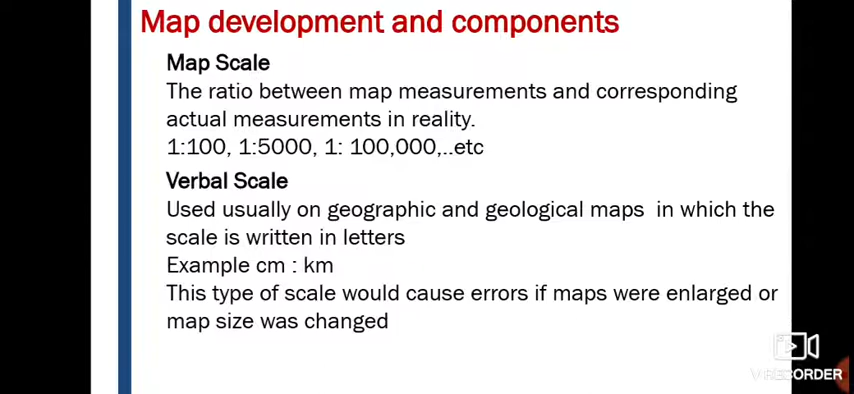 Map development and components
Map Scale
The ratio between map measurements and corresponding
actual measurements in reality.
1:100, 1:5000, 1: 100,000,..etc
Verbal Scale
Used usually on geographic and geological maps in which the
scale is written in letters
Example cm : km
This type of scale would cause errors if maps were enlarged or
map size was changed
V RECORDER